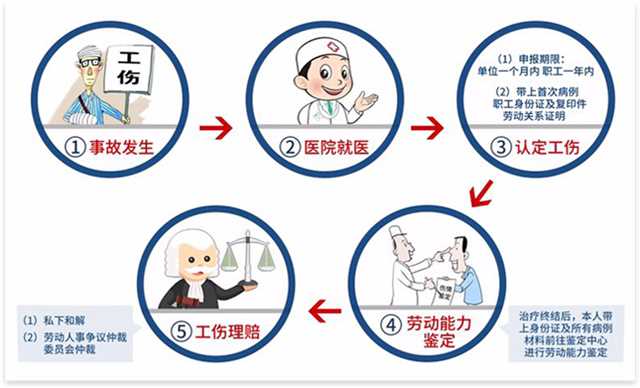 工
伤
①事故发生
②医院就医
（1）申报期限：
单位一个月内 职工一年内
（2）带上首次病例
职工身份证及复印件
劳动关系证明
③认定工伤
伤情
鉴定
④劳动能力
鉴定
治疗终结后，本人带
上身份证及所有病例
材料前往鉴定中心
进行劳动能力鉴定
⑤工伤理赔
（1）私下和解
（2）劳动人事争议仲裁
委员会仲裁